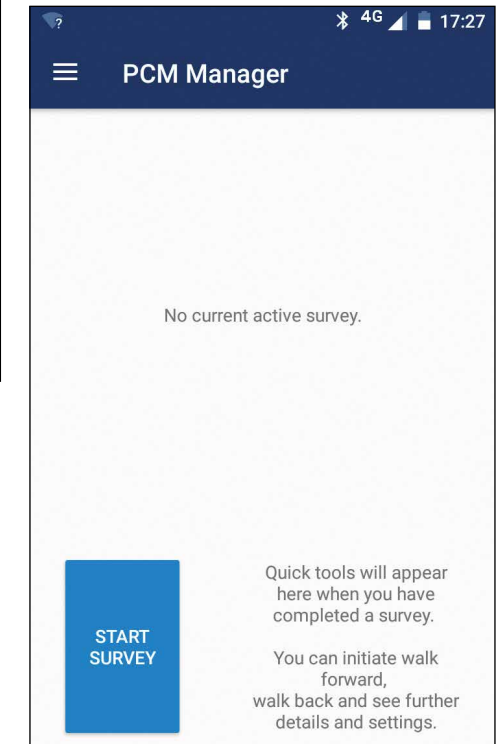 4G 17:27
PCM Manager
No current active survey.
Quick tools will appear
here when you have
completed a survey.
START
SURVEY
You can initiate walk
forward,
walk back and see further
details and settings.